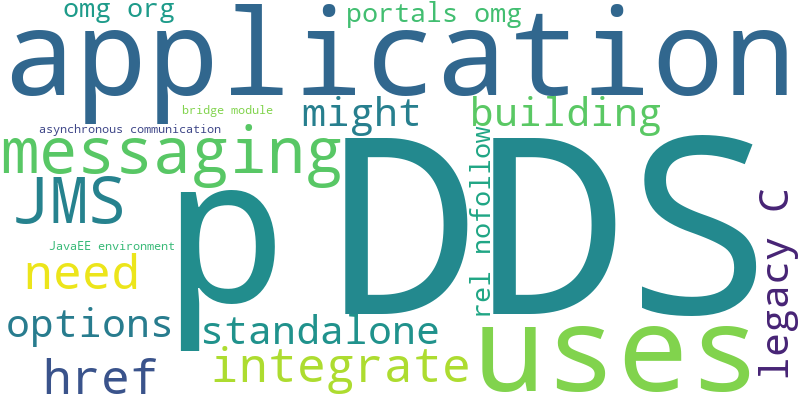 omg org
portals omg
application
bridge module
might
building
asynchronous communication
messaging
p DDS
JMS
rel nofollow
legacy C
JavaEE environment
need
options
standalone
uses
integrate
href